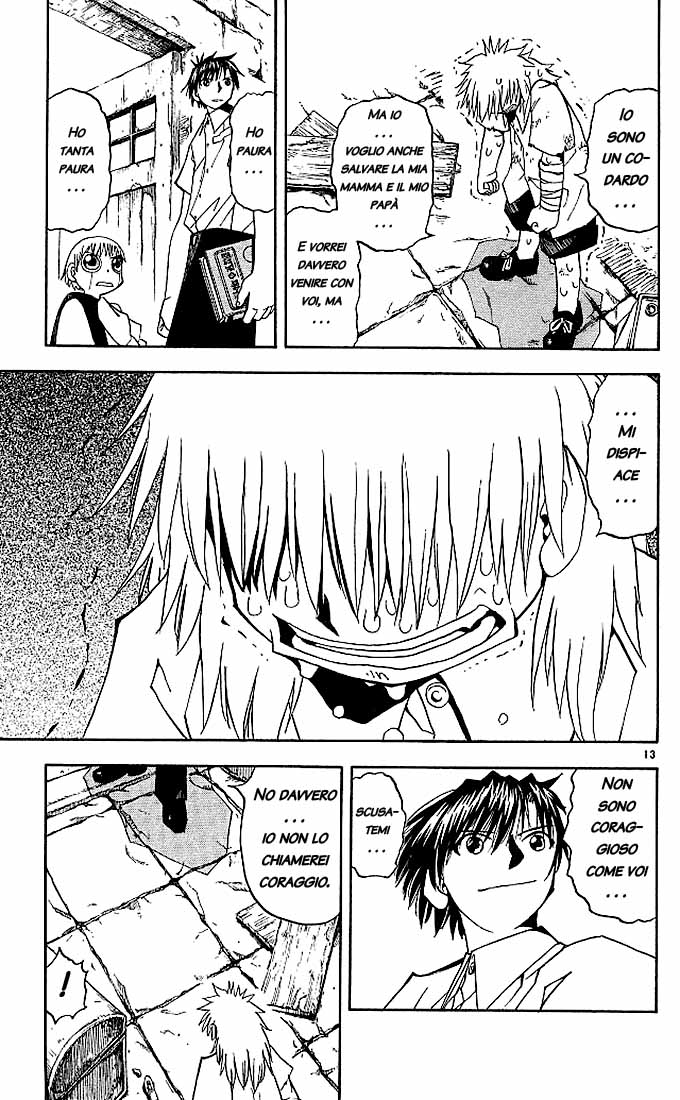 IO
SONO
UN CO-
DARDO
...
MA IO
...
VOGLIO ANCHE
SALVARE LA MIA
MAMMA E IL MIO
PAPÀ
...
E VORREI
DAVVERO
VENIRE CON
VOI, MA
...
HO
PAURA
...
HO
TANTA
PAURA
...
...
MI
DISPI-
ACE
...
13
NON
SONO
CORAG-
GIOSO
COME VOI
...
SCUSA-
TEMI
...
NO DAVVERO
...
IO NON LO
CHIAMEREI
CORAGGIO.
!